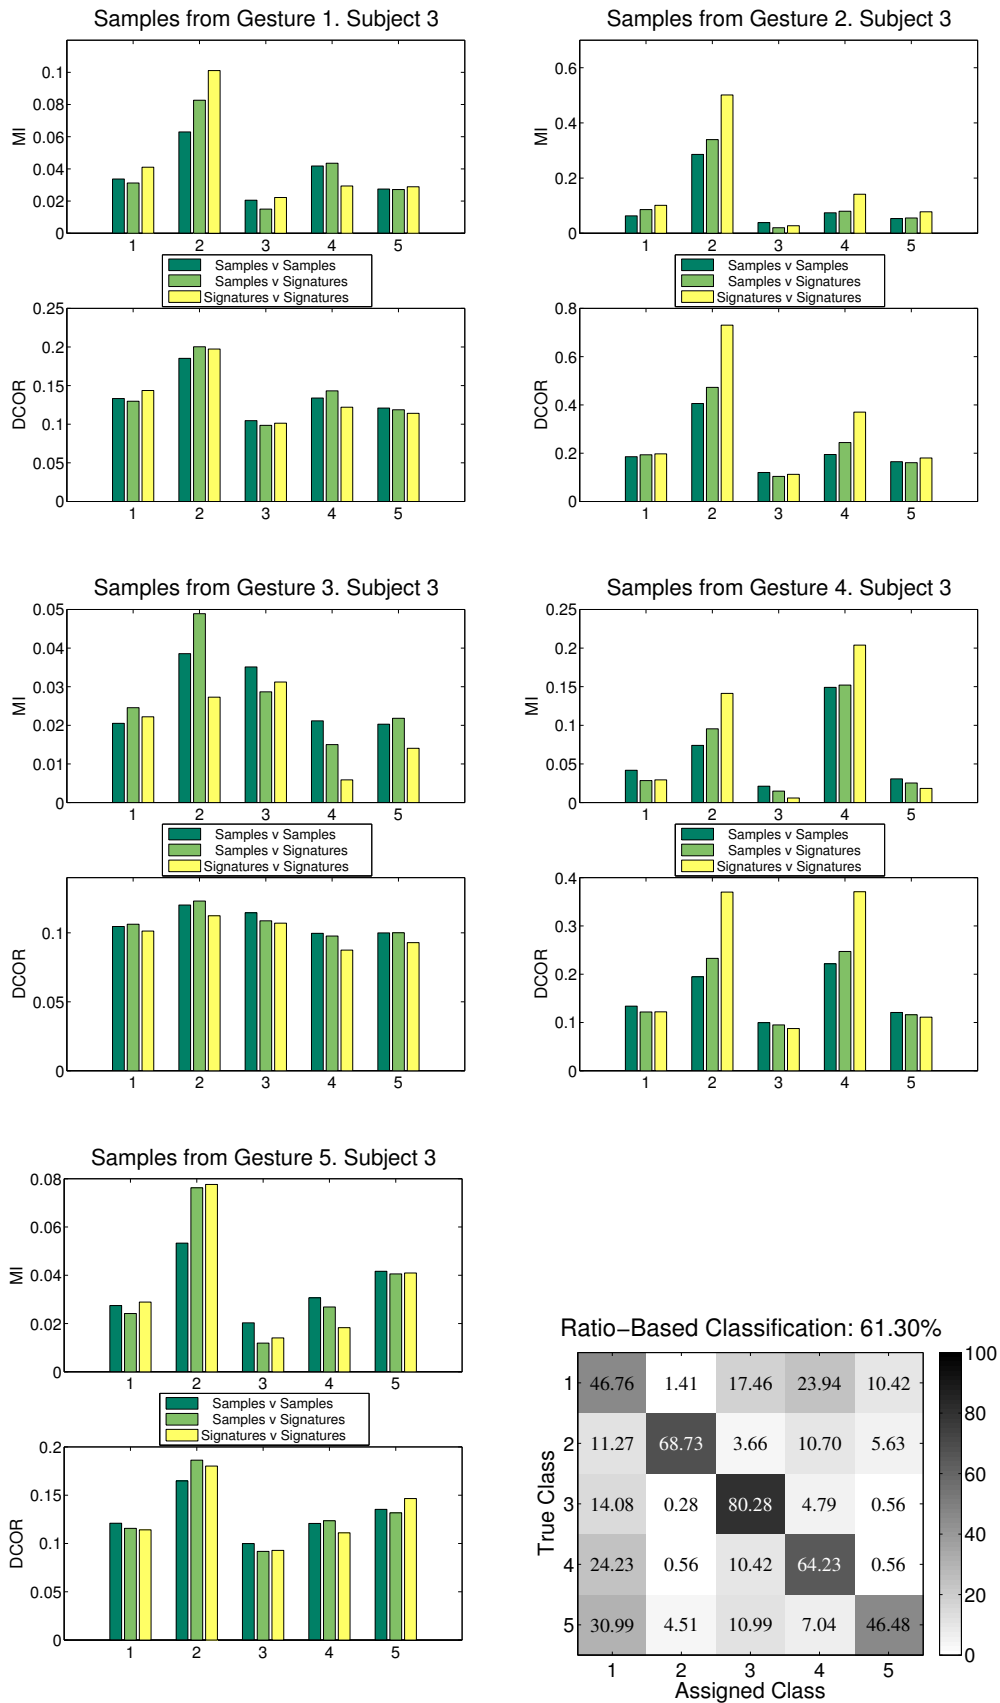 Samples from Gesture 1. Subject 3
MI
0.1
0.08
0.06
0.04
0.02
0
1 2 3 4 5
Samples v Samples
Samples v Signatures
Signatures v Signatures
DCOR
0.25
0.2
0.15
0.1
0.05
0
1 2 3 4 5
Samples from Gesture 2. Subject 3
MI
0.6
0.4
0.2
0
1 2 3 4 5
Samples v Samples
Samples v Signatures
Signatures v Signatures
DCOR
0.8
0.6
0.4
0.2
0
1 2 3 4 5
Samples from Gesture 3. Subject 3
MI
0.05
0.04
0.03
0.02
0.01
0
1 2 3 4 5
Samples v Samples
Samples v Signatures
Signatures v Signatures
DCOR
0.1
0.05
0
1 2 3 4 5
Samples from Gesture 4. Subject 3
MI
0.25
0.2
0.15
0.1
0.05
0
1 2 3 4 5
Samples v Samples
Samples v Signatures
Signatures v Signatures
DCOR
0.4
0.3
0.2
0.1
0
1 2 3 4 5
Samples from Gesture 5. Subject 3
MI
0.08
0.06
0.04
0.02
0
1 2 3 4 5
Samples v Samples
Samples v Signatures
Signatures v Signatures
DCOR
0.2
0.15
0.1
0.05
0
1 2 3 4 5
Ratio−Based Classification: 61.30%
True Class
1 46.76 1.41 17.46 23.94 10.42
2 11.27 68.73 3.66 10.70 5.63
3 14.08 0.28 80.28 4.79 0.56
4 24.23 0.56 10.42 64.23 0.56
5 30.99 4.51 10.99 7.04 46.48
1 2 3 4 5
Assigned Class
100
80
60
40
20
0